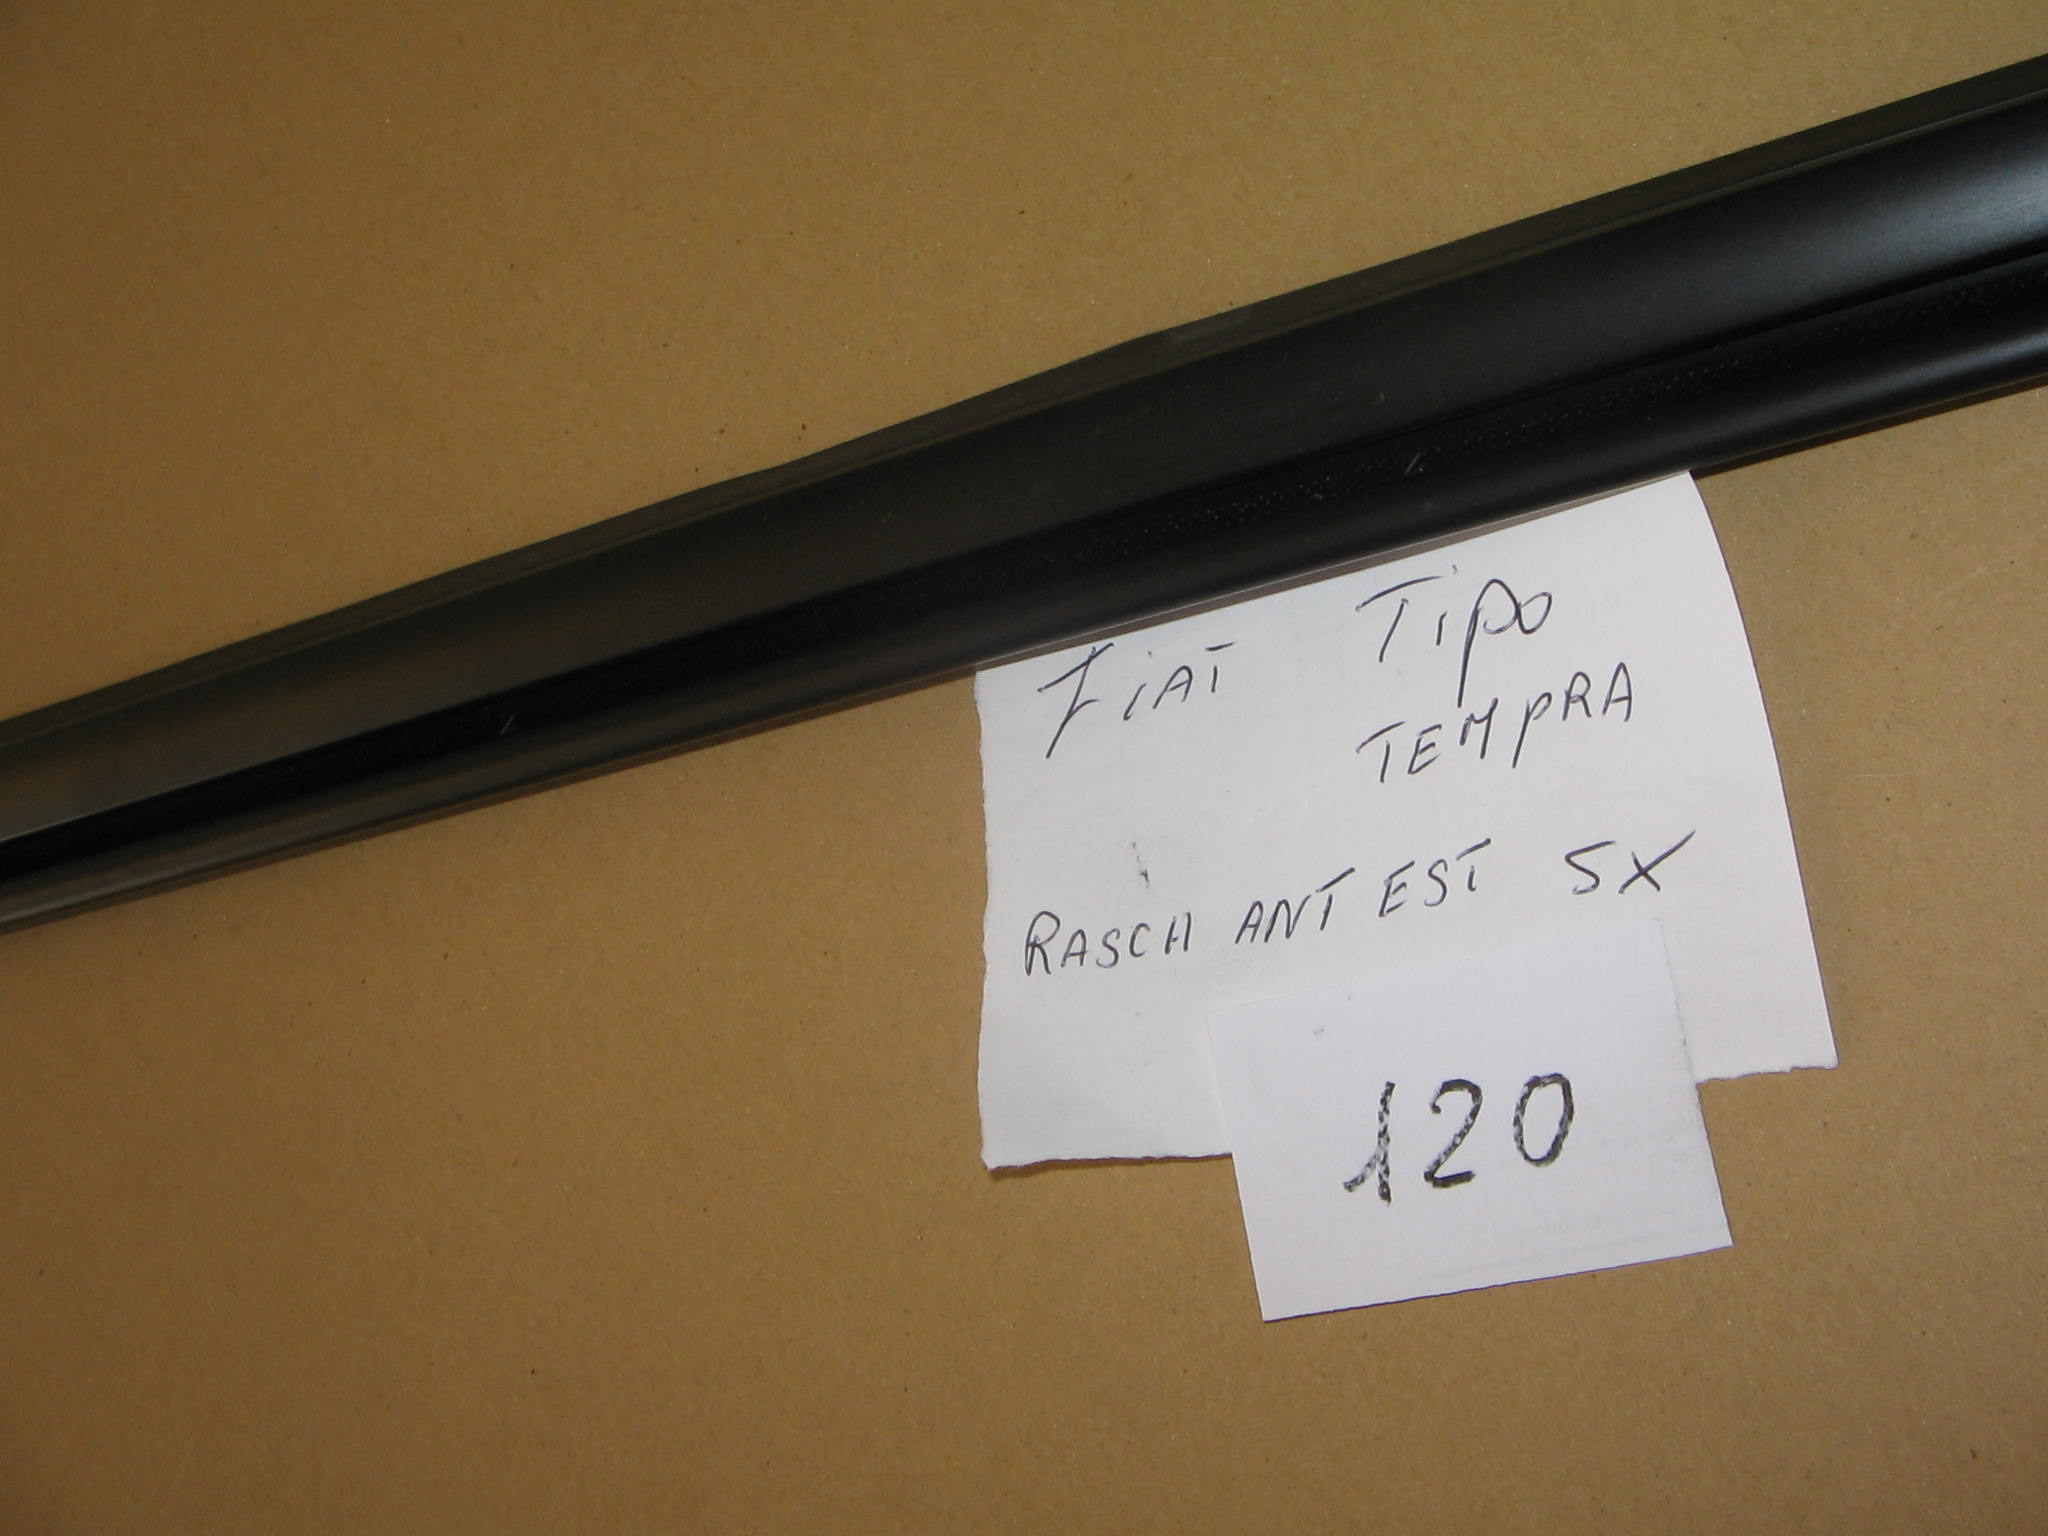 FiAT Tipo
TEMPRA
RASCH ANT EST SX
120